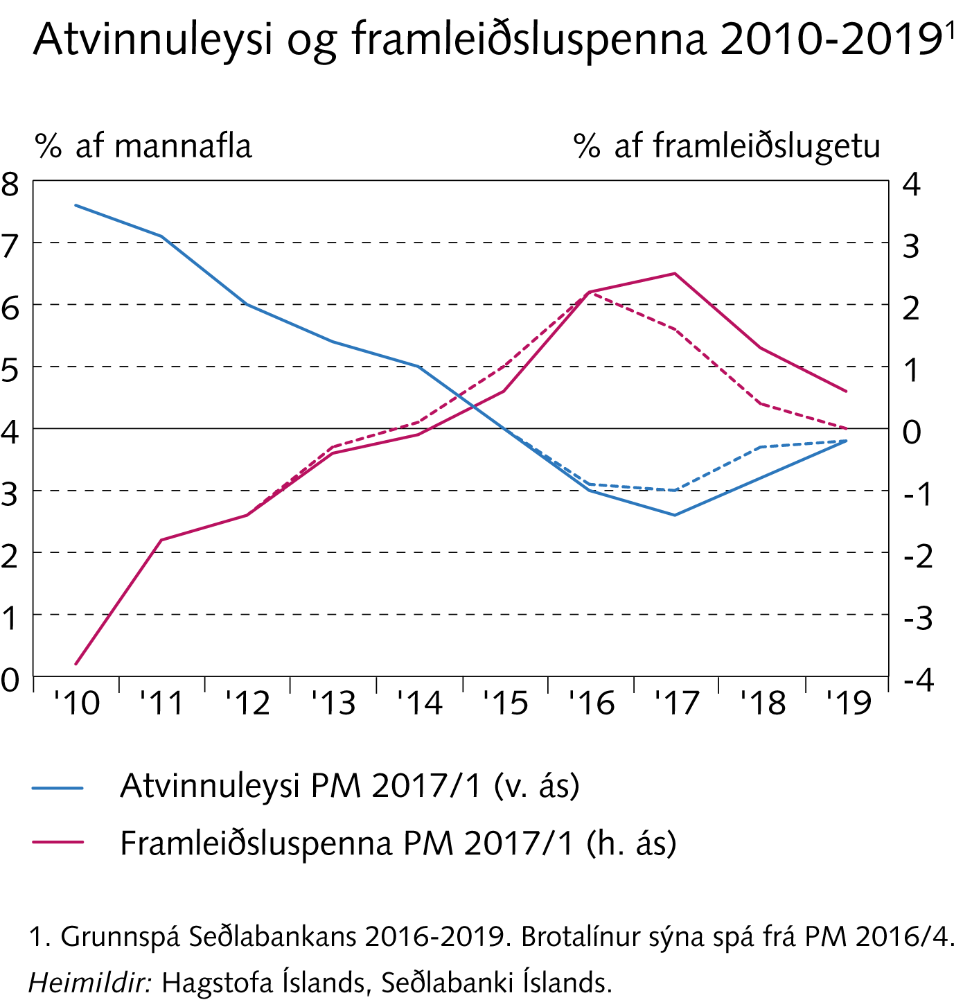 Atvinnuleysi og framleiðsluspenna 2010-2019¹
% af mannafla
% af framleiðslugetu
8 4
7 3
6 2
5 1
4 0
3 -1
2 -2
1 -3
0 -4
'10 '11 '12 '13 '14 '15 '16 '17 '18 '19
Atvinnuleysi PM 2017/1 (v. ás)
Framleiðsluspenna PM 2017/1 (h. ás)
1. Grunnspá Seðlabankans 2016-2019. Brotalínur sýna spá frá PM 2016/4.
Heimildir: Hagstofa Íslands, Seðlabanki Íslands.